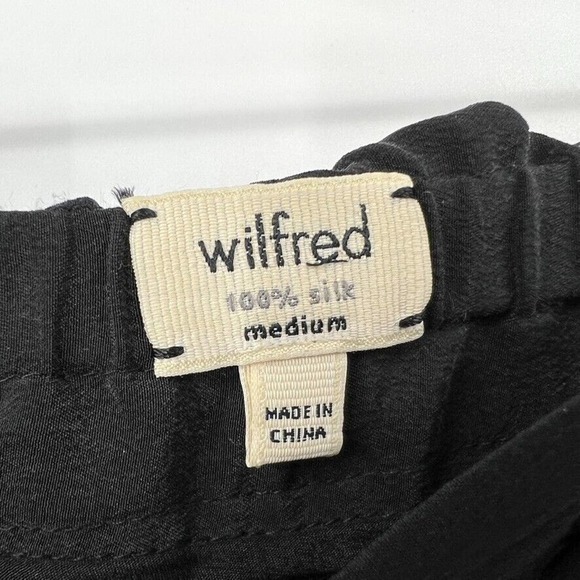 wilfred
100% silk
medium
MADE IN
CHINA